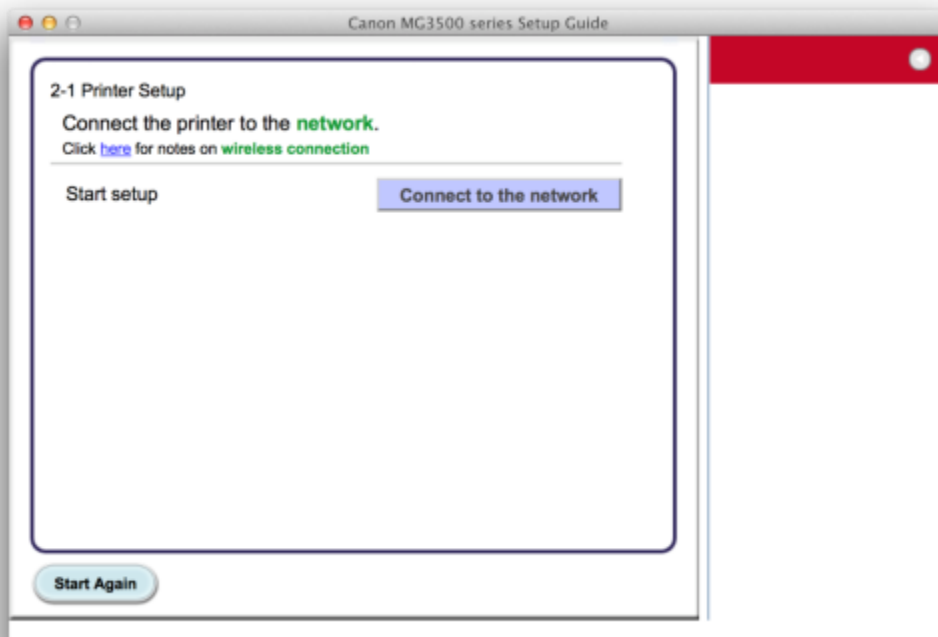 Canon MG3500 series Setup Guide
2-1 Printer Setup
Connect the printer to the network.
Click here for notes on wireless connection
Start setup
Connect to the network
Start Again